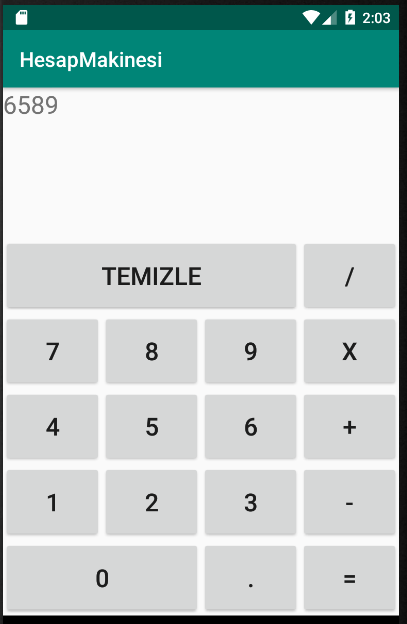 2:03
HesapMakinesi
6589
TEMIZLE /
7 8 9 X
4 5 6 +
1 2 3 -
0 . =